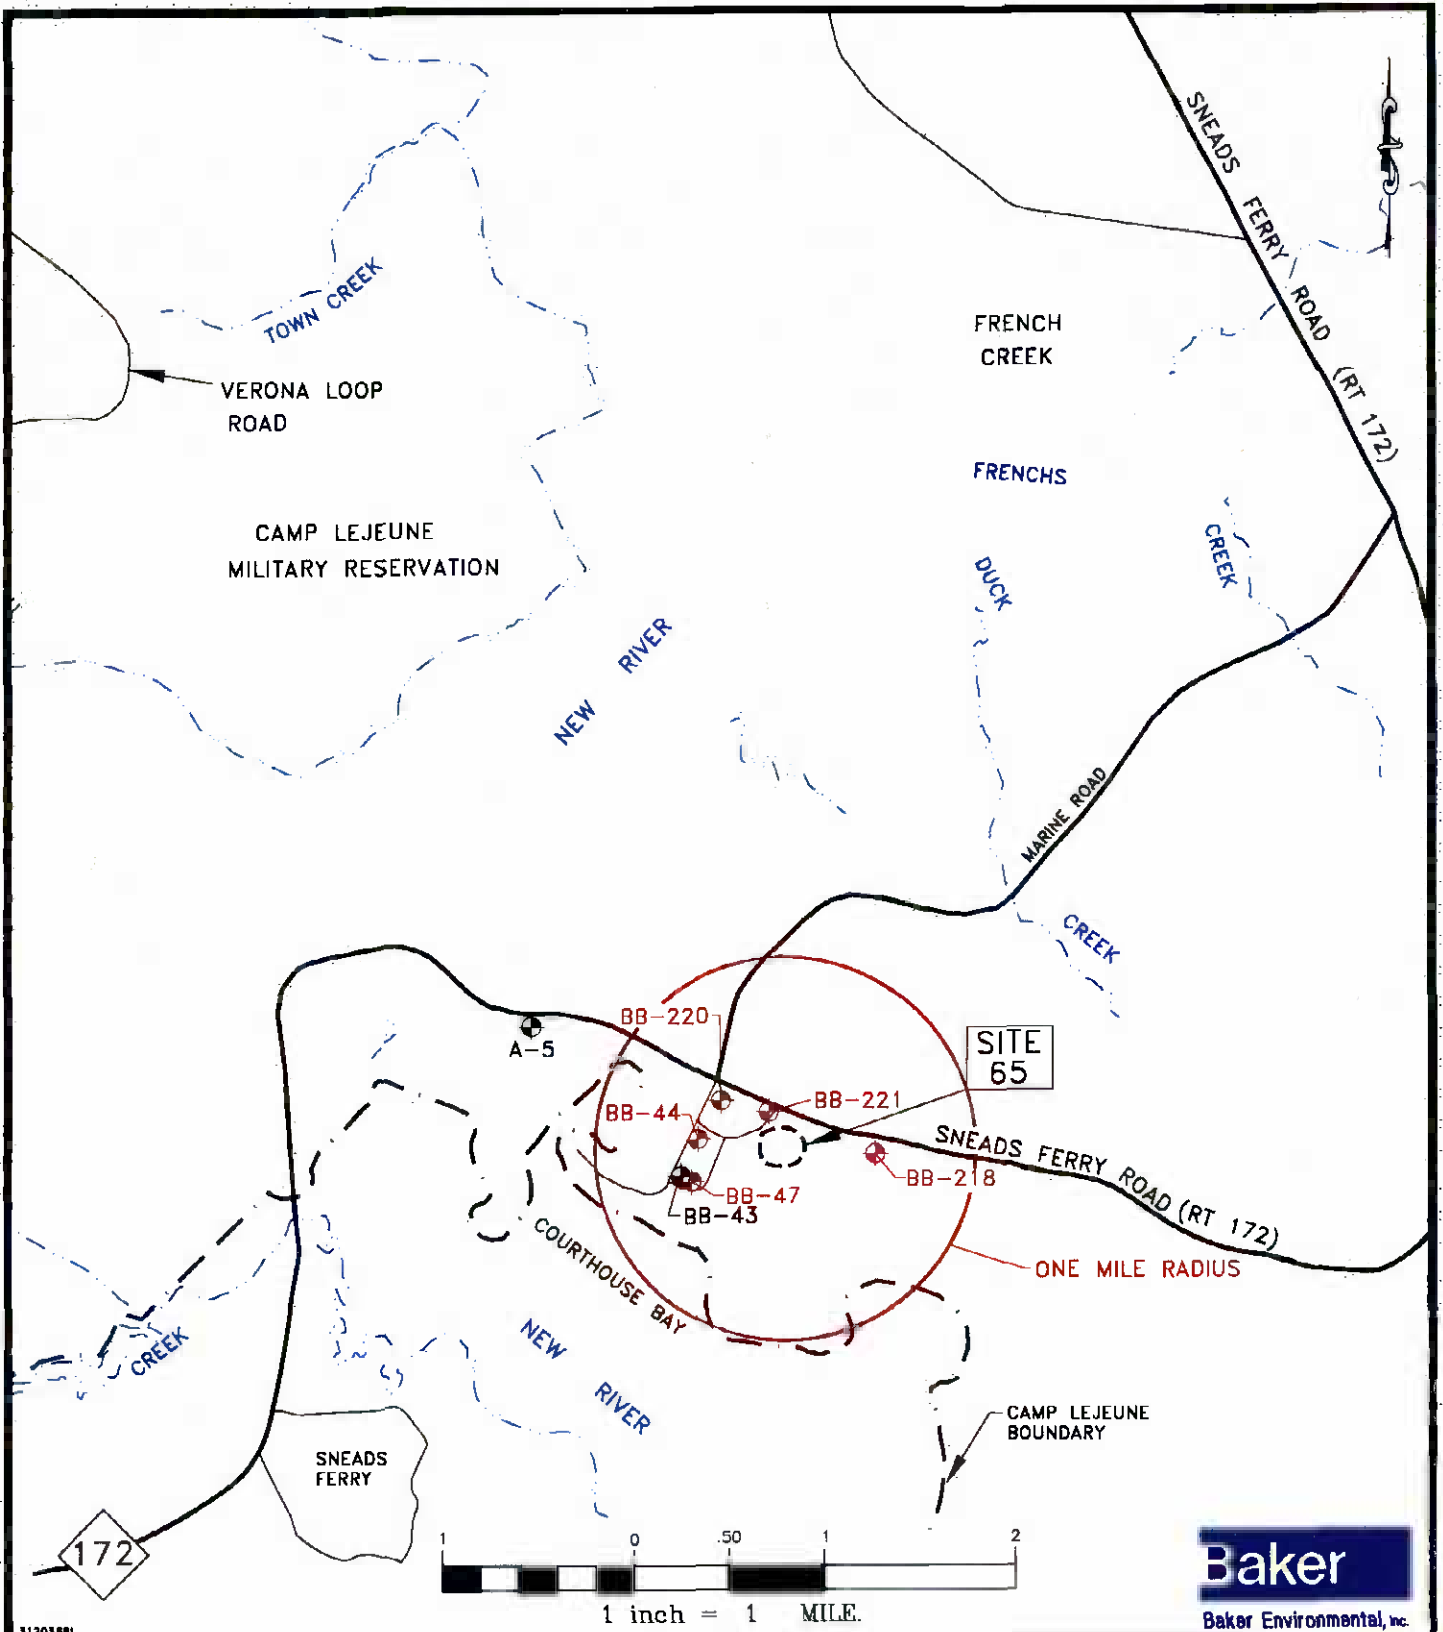 SNEADS FERRY ROAD (RT 172)
TOWN CREEK
FRENCH
CREEK
VERONA LOOP
ROAD
FRENCHS
CREEK
CAMP LEJEUNE
MILITARY RESERVATION
DUCK
NEW RIVER
MARINE ROAD
CREEK
BB-220
A-5
SITE
65
BB-221
BB-44
SNEADS FERRY ROAD (RT 172)
BB-218
BB-47
BB-43
COURTHOUSE BAY
ONE MILE RADIUS
CREEK
NEW RIVER
CAMP LEJEUNE
BOUNDARY
SNEADS
FERRY
172
1 0 .50 1 2
1 inch = 1 MILE.
Baker
Baker Environmental, Inc.